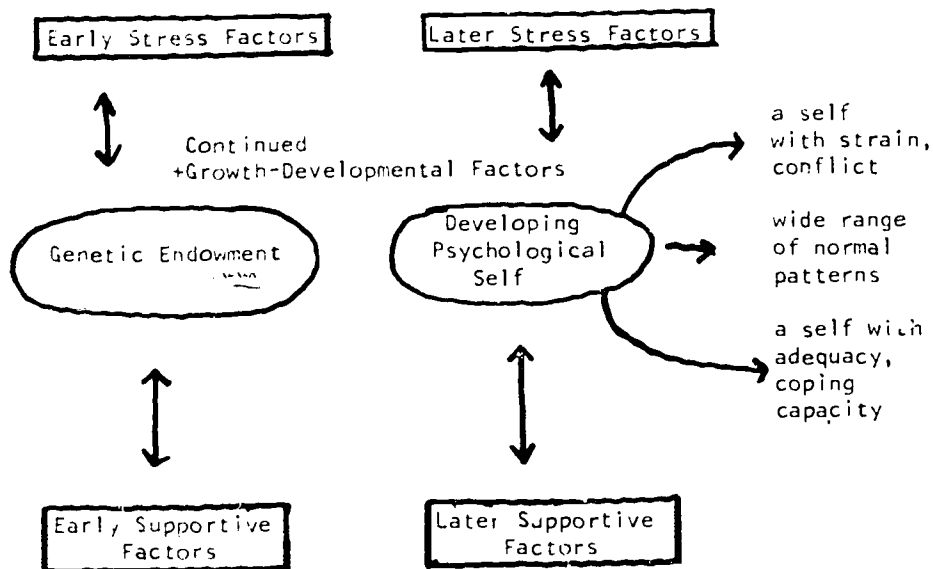 Early Stress Factors
Later Stress Factors
Continued
+Growth-Developmental Factors
Genetic Endowment
Developing
Psychological
Self
a self
with strain,
conflict
wide range
of normal
patterns
a self with
adequacy,
coping
capacity
Early Supportive
Factors
Later Supportive
Factors